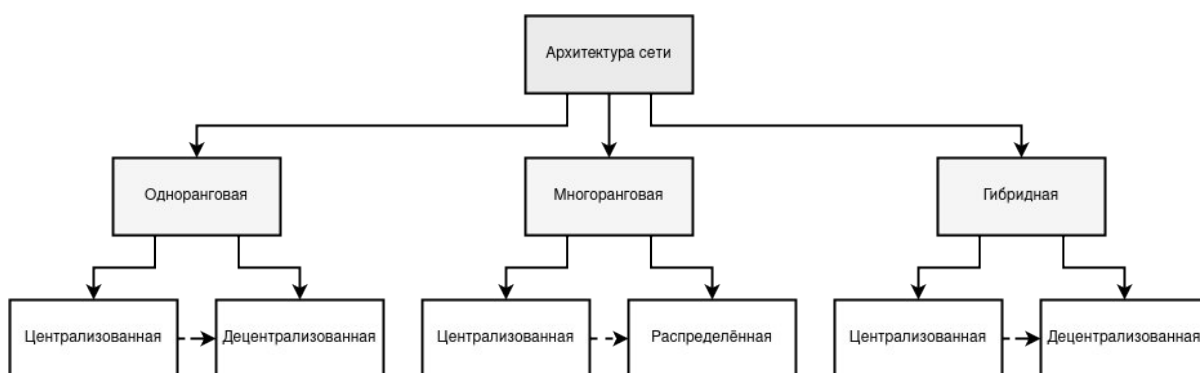 Архитектура сети
Одноранговая
Многоранговая
Гибридная
Централизованная
Децентрализованная
Централизованная
Распределённая
Централизованная
Децентрализованная